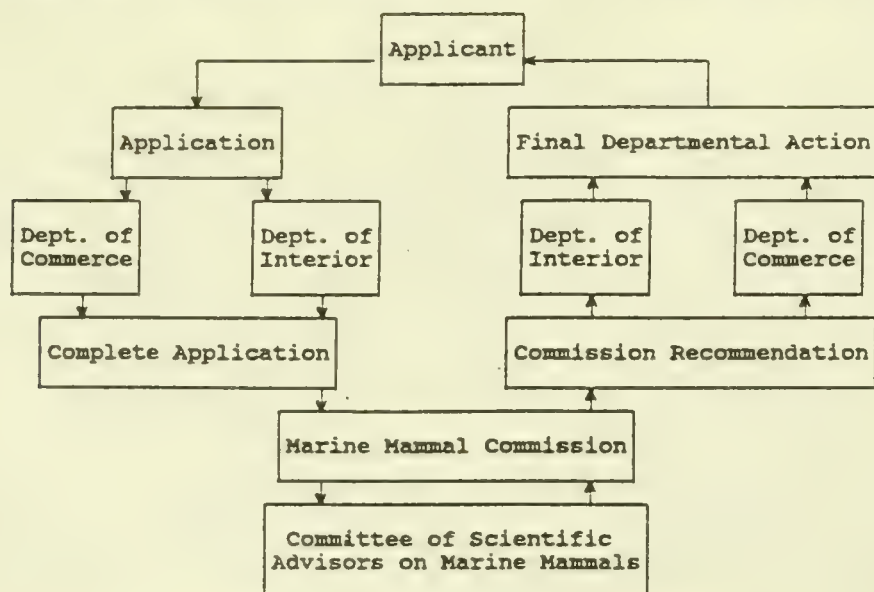 Applicant
Application
Final Departmental Action
Dept. of
Commerce
Dept. of
Interior
Dept. of
Interior
Dept. of
Commerce
Complete Application
Commission Recommendation
Marine Mammal Commission
Committee of Scientific
Advisors on Marine Mammals